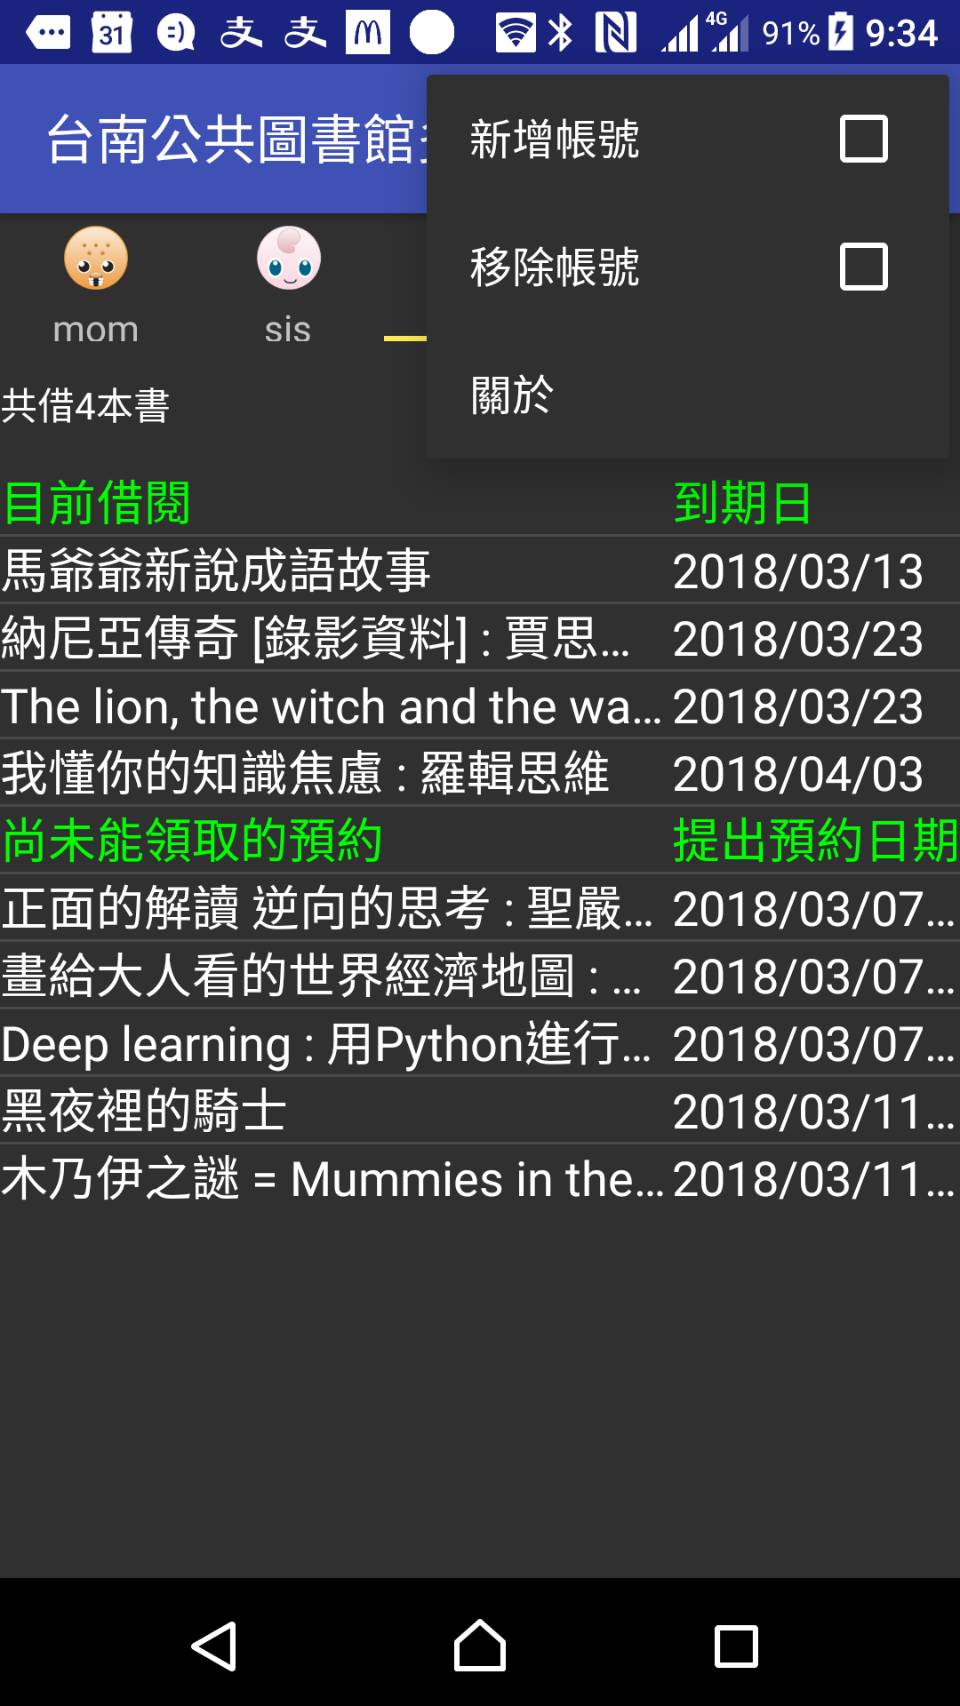 31
4G
91%
9:34
台南公共圖書館
新增帳號
移除帳號
關於
mom
sis
共借4本書
目前借閱 到期日
馬爺爺新說成語故事 2018/03/13
納尼亞傳奇 [錄影資料] : 賈思... 2018/03/23
The lion, the witch and the wa... 2018/03/23
我懂你的知識焦慮 : 羅輯思維 2018/04/03
尚未能領取的預約 提出預約日期
正面的解讀 逆向的思考 : 聖嚴... 2018/03/07...
畫給大人看的世界經濟地圖 : ... 2018/03/07...
Deep learning : 用Python進行... 2018/03/07...
黑夜裡的騎士 2018/03/11...
木乃伊之謎 = Mummies in the... 2018/03/11...